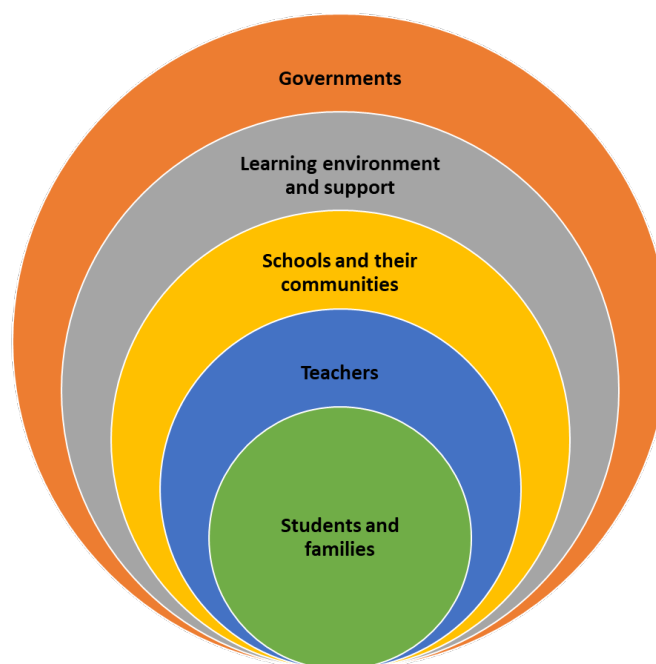 Governments
Learning environment
and support
Schools and their
communities
Teachers
Students and
families